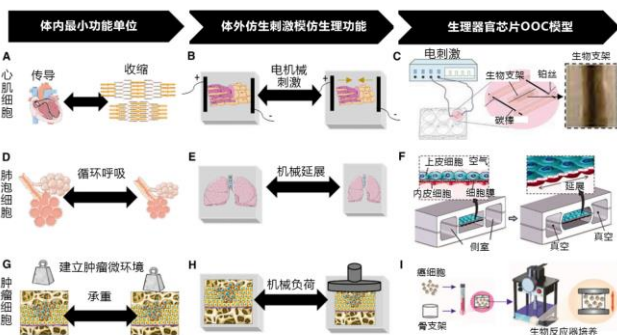 体内最小功能单位
体外仿生刺激模仿生理功能
生理器官芯片OOC模型
A
心肌细胞
传导
收缩
B
电机械
刺激
+
-
+
-
C
电刺激
生物支架
铂丝
碳棒
生物支架
D
肺泡细胞
循环呼吸
E
机械延展
F
上皮细胞
空气
内皮细胞
细胞膜
侧室
延展
真空
真空
G
肿瘤细胞
建立肿瘤微环境
承重
H
机械负荷
I
癌细胞
骨支架
生物反应器培养